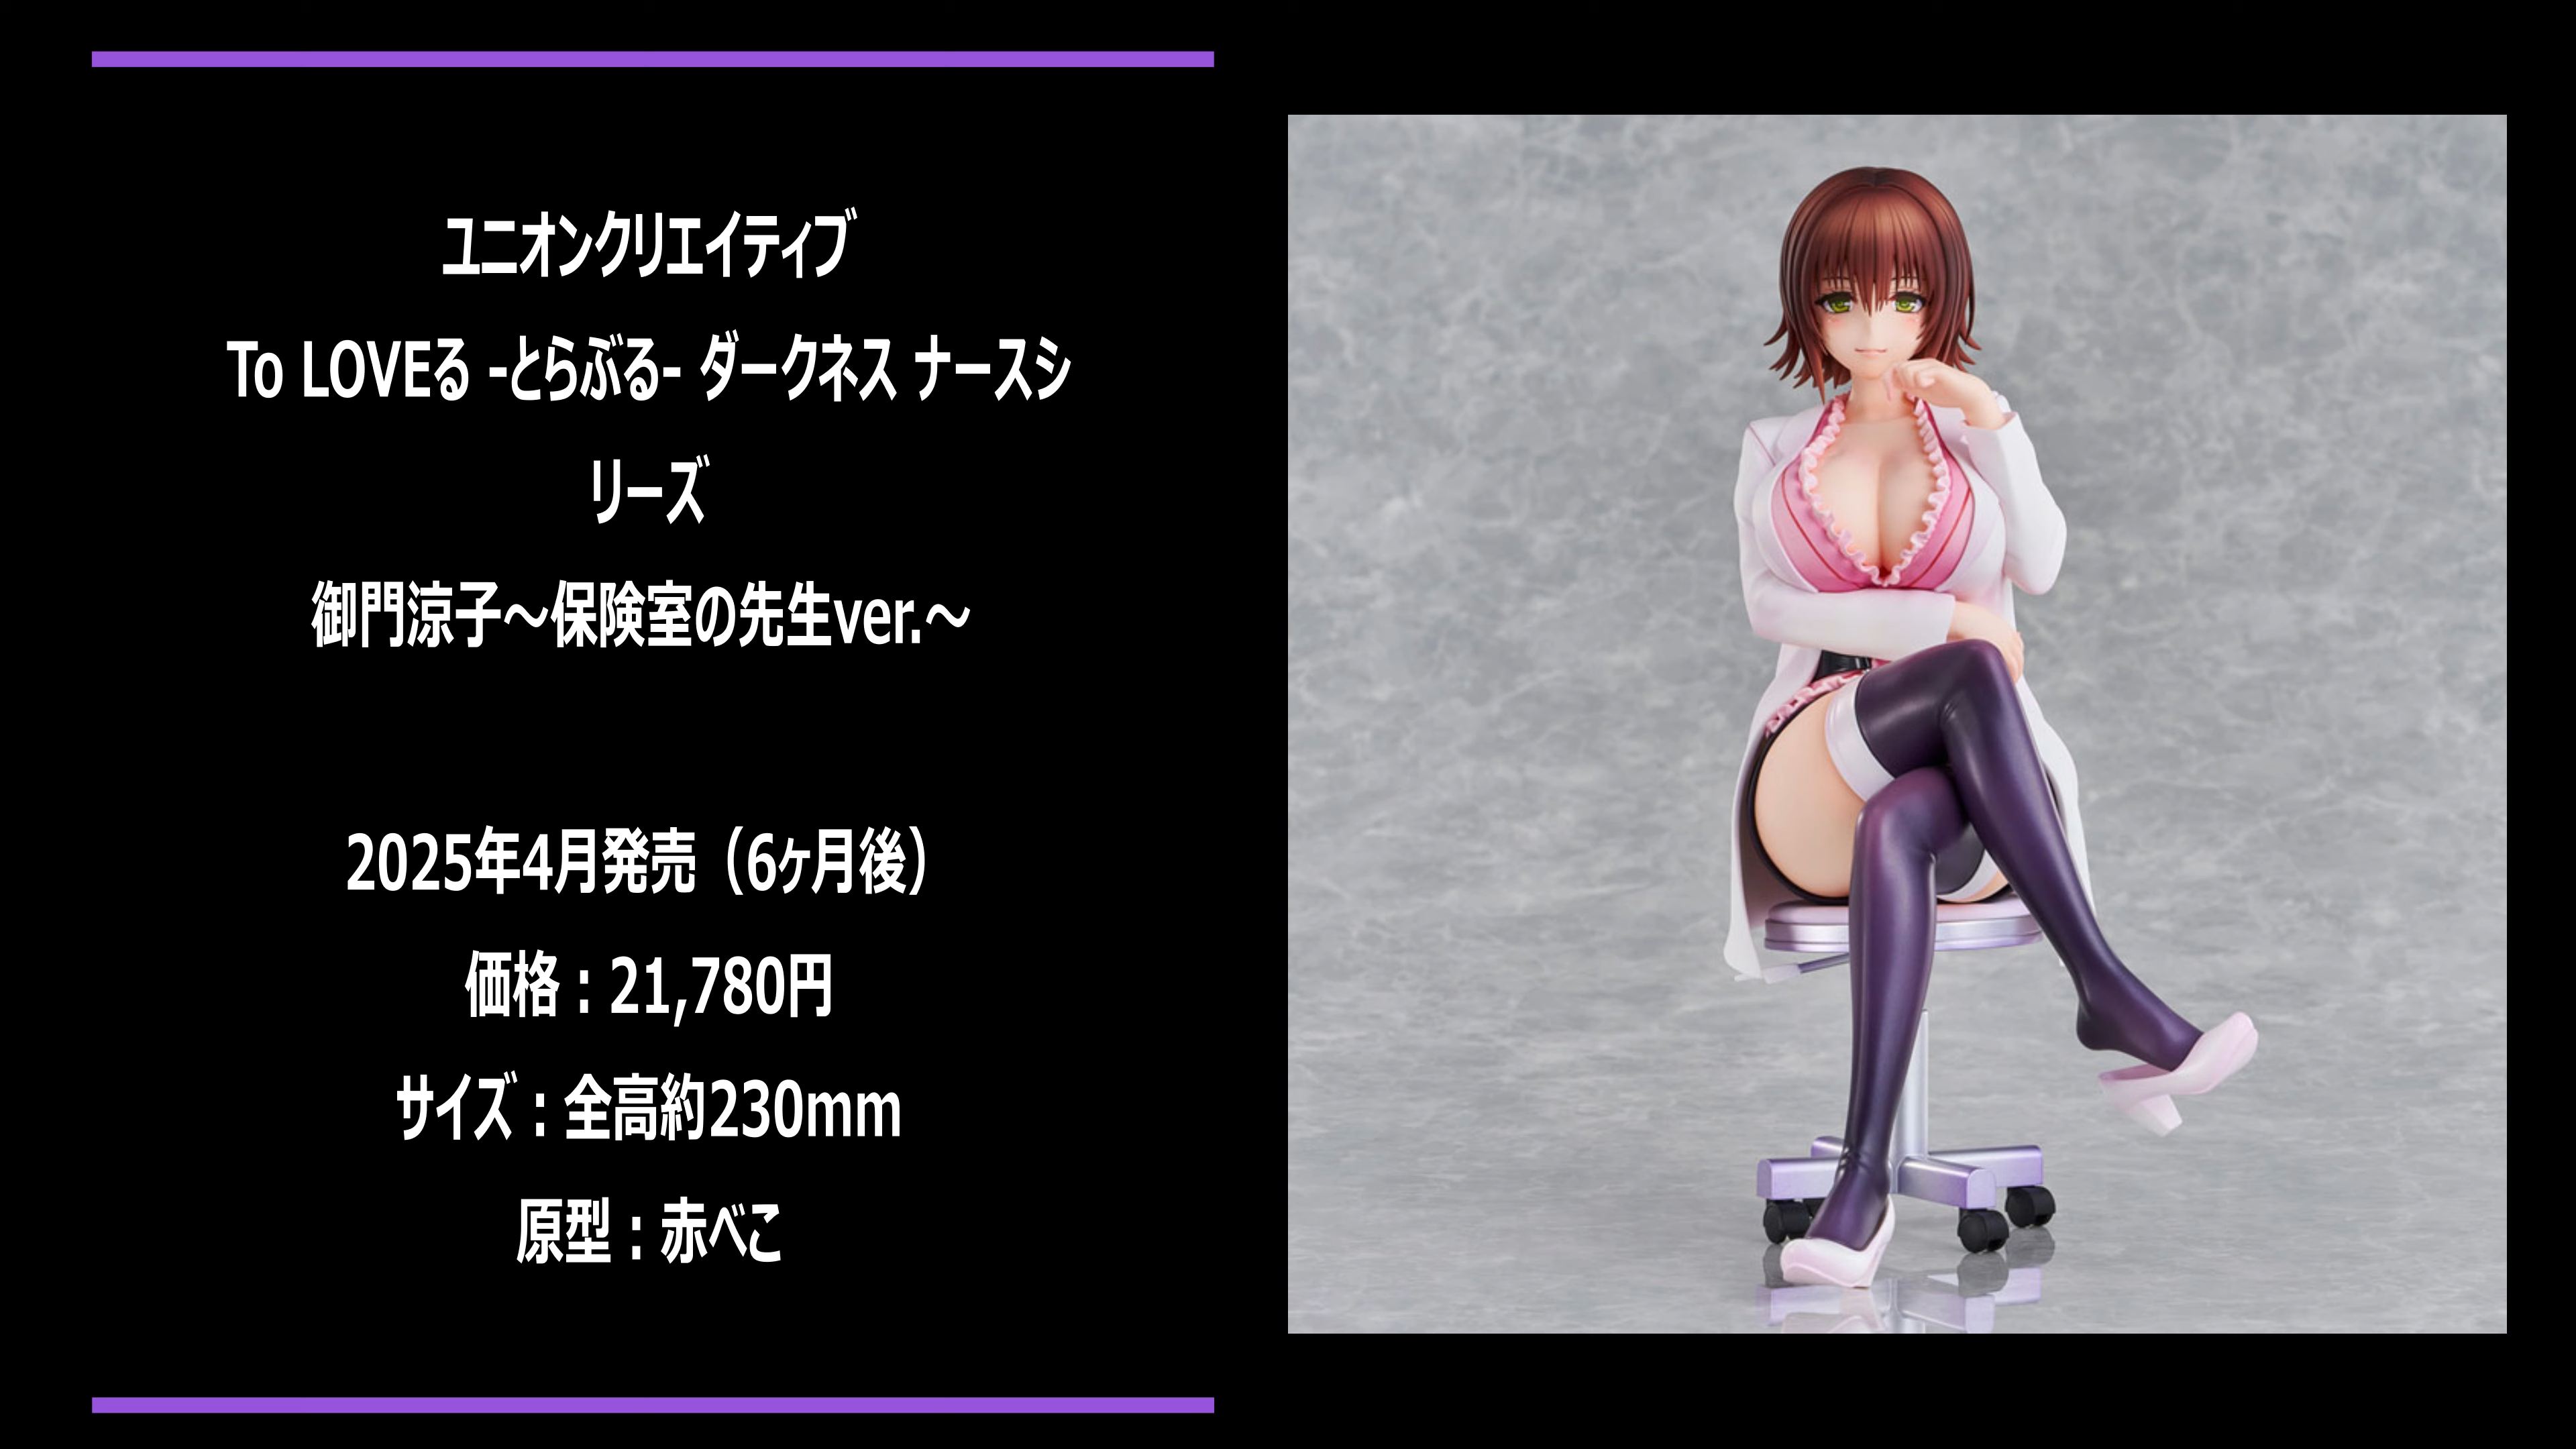 ユニオンクリエイティブ
To LOVEる -とらぶる- ダークネス ナースシ
リーズ
御門涼子～保険室の先生ver.～
2025年4月発売（6ヶ月後）
価格：21,780円
サイズ：全高約230mm
原型：赤べこ